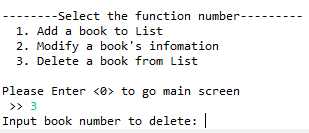 --------Select the function number---------
1. Add a book to List
2. Modify a book's infomation
3. Delete a book from List
Please Enter <0> to go main screen
>> 3
Input book number to delete: